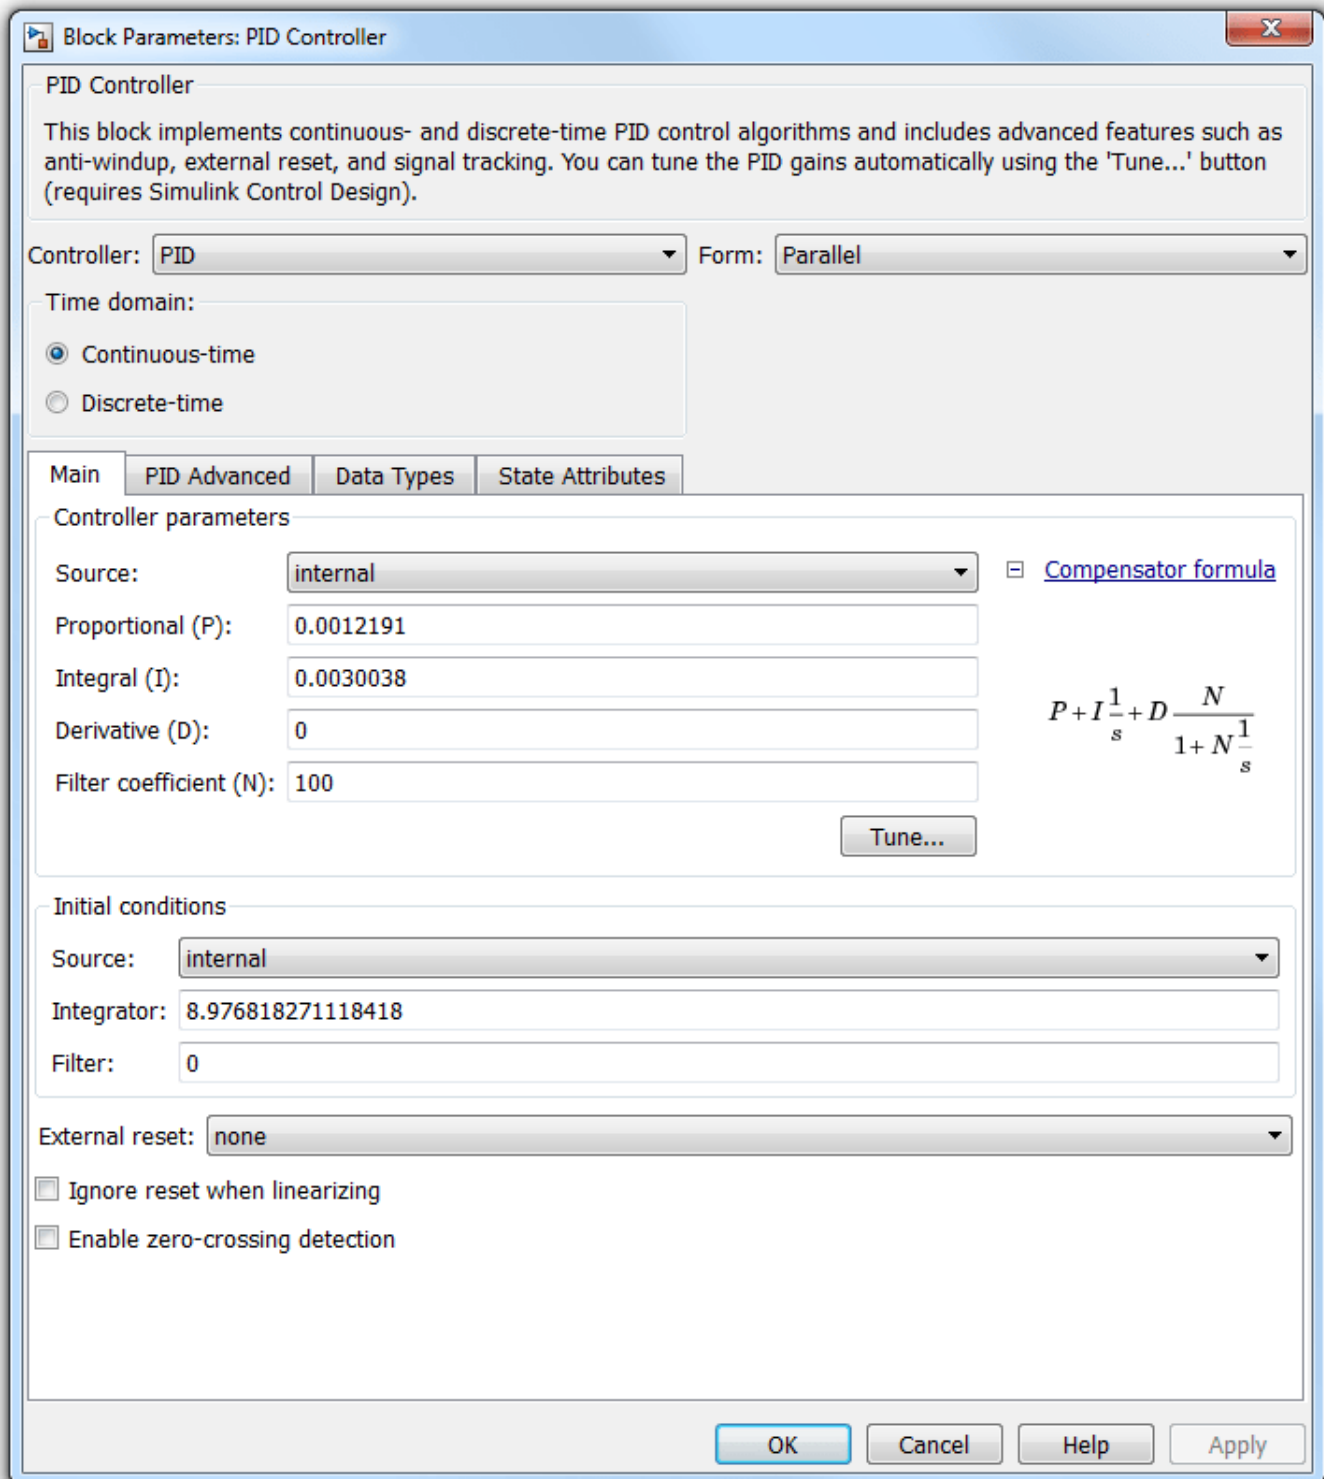 Block Parameters: PID Controller
X
PID Controller
This block implements continuous- and discrete-time PID control algorithms and includes advanced features such as
anti-windup, external reset, and signal tracking. You can tune the PID gains automatically using the 'Tune...' button
(requires Simulink Control Design).
Controller: PID Form: Parallel
Time domain:
Continuous-time
Discrete-time
Main PID Advanced Data Types State Attributes
Controller parameters
Source: internal Compensator formula
Proportional (P): 0.0012191
Integral (I): 0.0030038
Derivative (D): 0
P + I 1/s + D N/(1 + N 1/s)
Filter coefficient (N): 100
Tune...
Initial conditions
Source: internal
Integrator: 8.976818271118418
Filter: 0
External reset: none
Ignore reset when linearizing
Enable zero-crossing detection
OK Cancel Help Apply